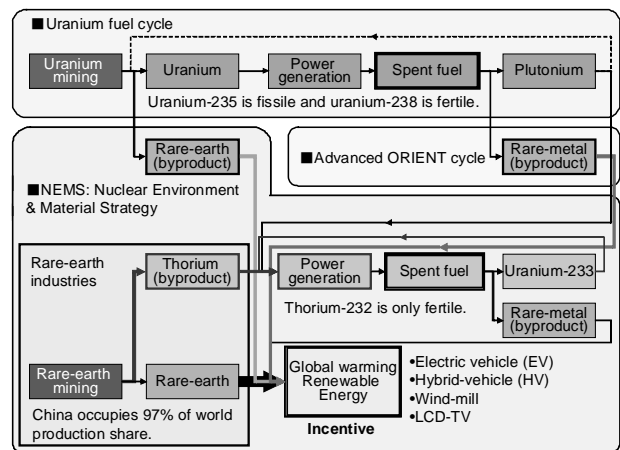 ■Uranium fuel cycle
Uranium
mining
Uranium
Power
generation
Spent fuel
Plutonium
Uranium-235 is fissile and uranium-238 is fertile.
Rare-earth
(byproduct)
■Advanced ORIENT cycle
Rare-metal
(byproduct)
■NEMS: Nuclear Environment
& Material Strategy
Rare-earth
industries
Thorium
(byproduct)
Power
generation
Spent fuel
Uranium-233
Thorium-232 is only fertile.
Rare-metal
(byproduct)
Rare-earth
mining
Rare-earth
China occupies 97% of world
production share.
Global warming
Renewable
Energy
Incentive
•Electric vehicle (EV)
•Hybrid-vehicle (HV)
•Wind-mill
•LCD-TV